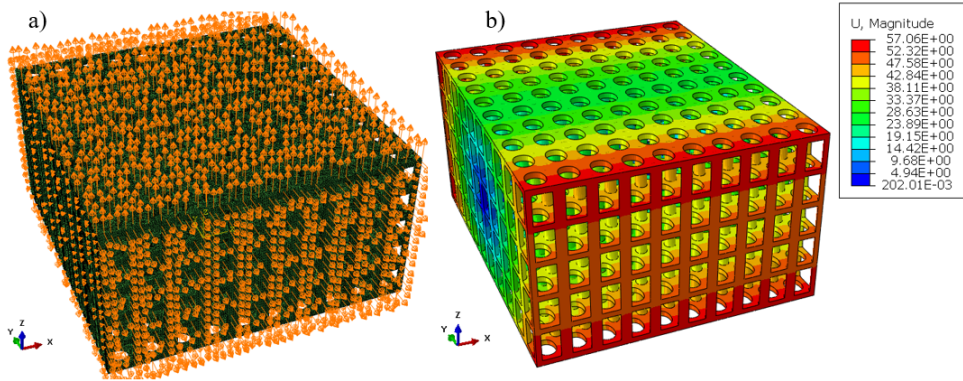 a)
b)
U, Magnitude
57.06E+00
52.32E+00
47.58E+00
42.84E+00
38.11E+00
33.37E+00
28.63E+00
23.89E+00
19.15E+00
14.42E+00
9.68E+00
4.94E+00
202.01E-03
Z
Y
X
Z
Y
X